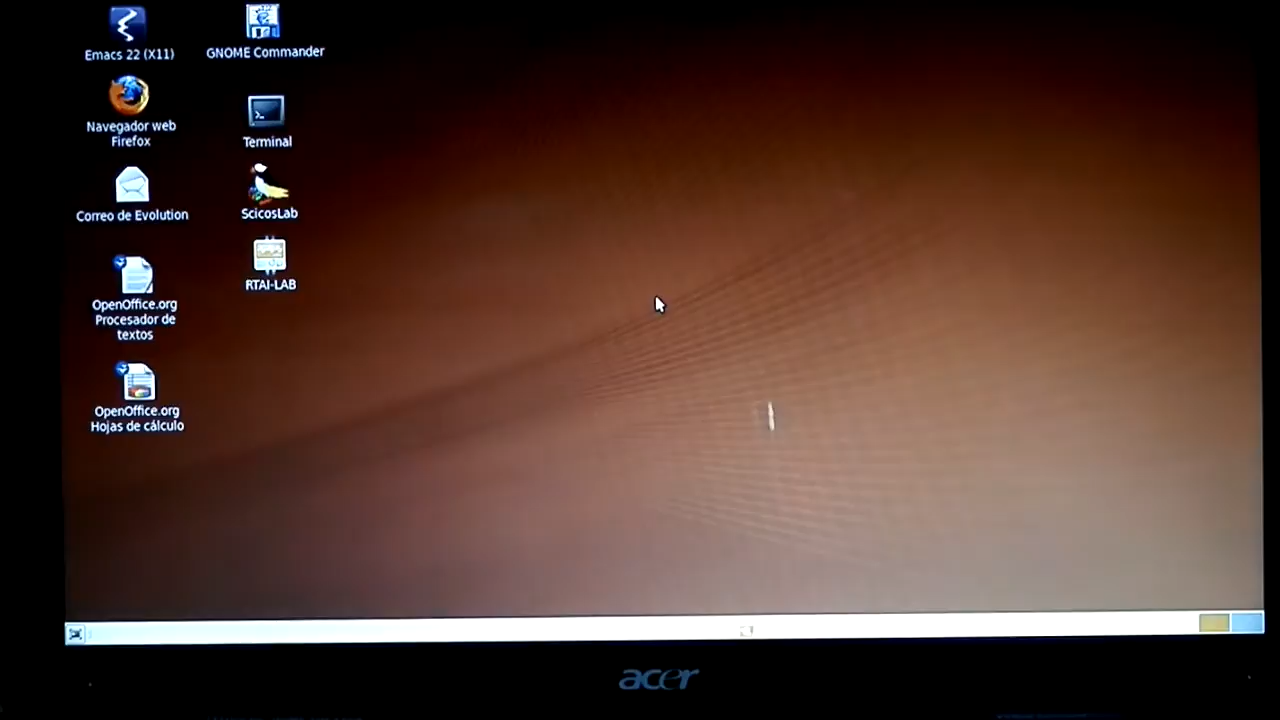 Emacs 22 (X11)
GNOME Commander
Navegador web
Firefox
Terminal
Correo de Evolution
ScicosLab
OpenOffice.org
Procesador de
textos
RTAI-LAB
OpenOffice.org
Hojas de cálculo
acer